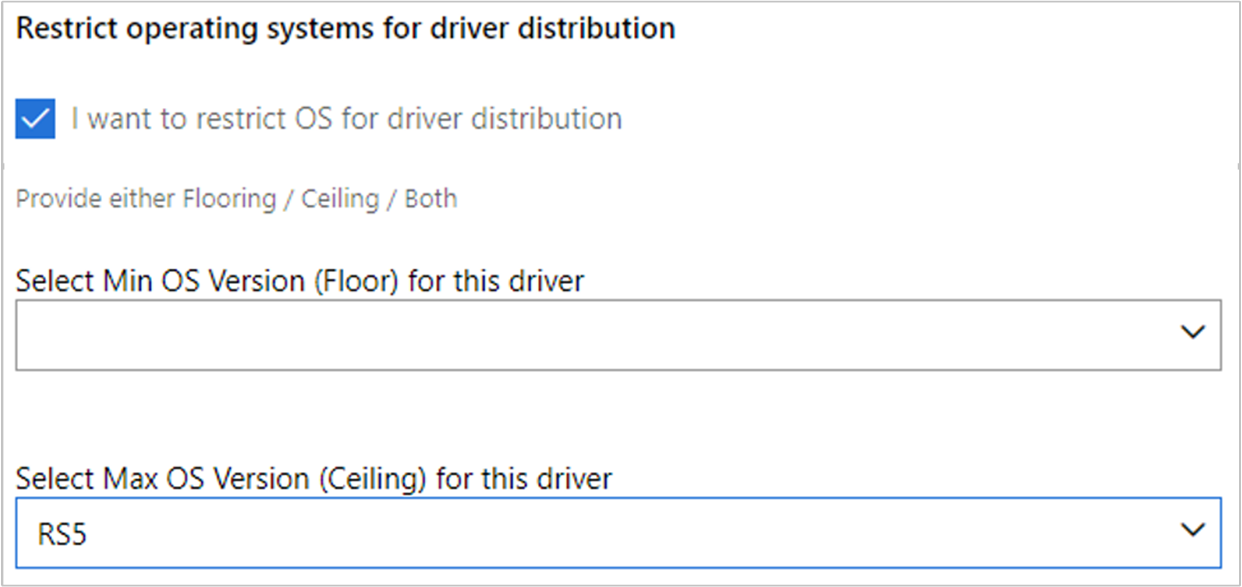 Restrict operating systems for driver distribution
I want to restrict OS for driver distribution
Provide either Flooring / Ceiling / Both
Select Min OS Version (Floor) for this driver
Select Max OS Version (Ceiling) for this driver
RS5